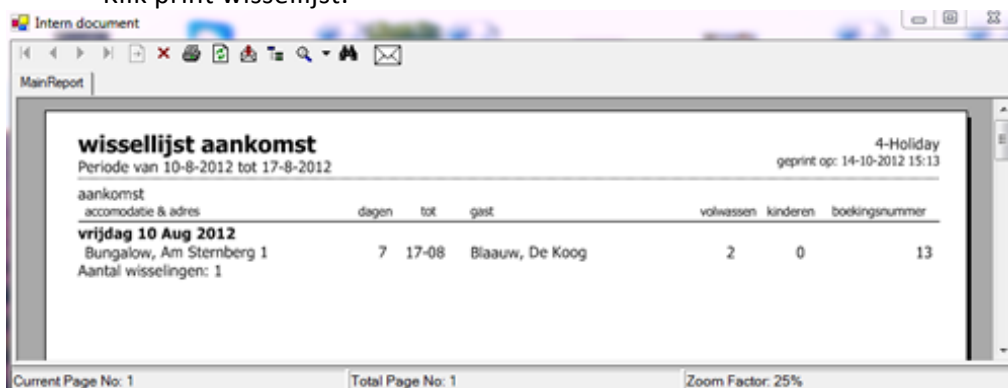 Klik print wissellijst.
Intern document
MainReport
wissellijst aankomst
4-Holiday
Periode van 10-8-2012 tot 17-8-2012
geprint op: 14-10-2012 15:13
aankomst
accomodatie & adres dagen tot gast volwassen kinderen boekingsnummer
vrijdag 10 Aug 2012
Bungalow, Am Sternberg 1 7 17-08 Blaauw, De Koog 2 0 13
Aantal wisselingen: 1
Current Page No: 1 Total Page No: 1 Zoom Factor: 25%